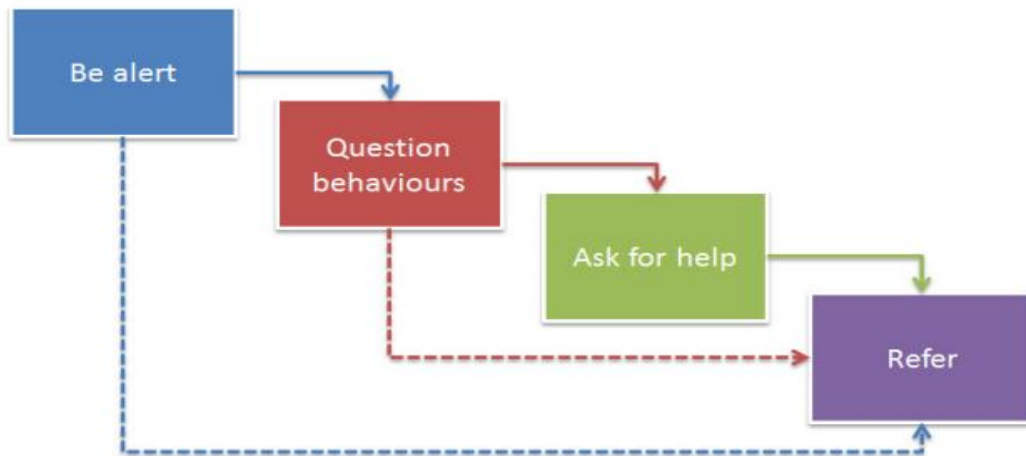 Be alert
Question
behaviours
Ask for help
Refer